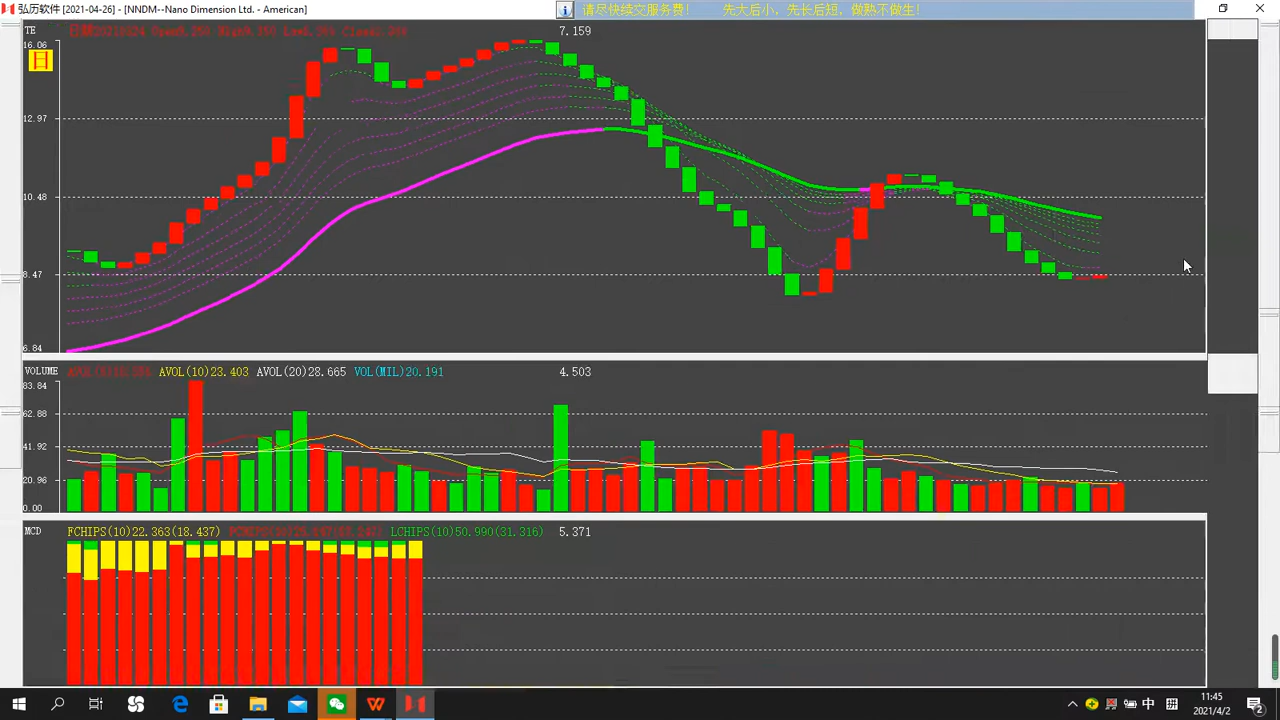 弘历软件 [2021-04-26] - [NNDM--Nano Dimension Ltd. - American]
请尽快续交服务费! 先大后小，先长后短，做熟不做生!
TE
7.159
16.06
日
12.97
10.48
8.47
6.84
VOLUME
AVOL(10)23.403 AVOL(20)28.665 VOL(MIL)20.191
4.503
83.84
62.88
41.92
20.96
0.00
MCD
FCHIPS(10)22.363(18.437)
LCHIPS(10)50.990(31.316)
5.371
中
拼
11:45
2021/4/2
2